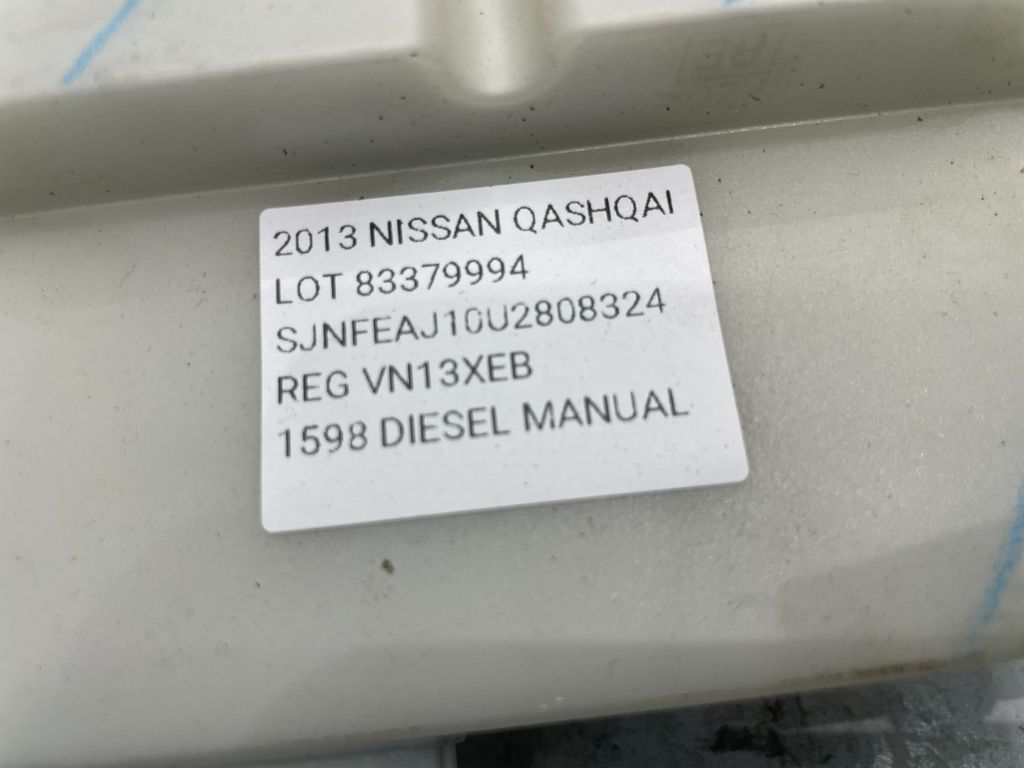 2013 NISSAN QASHQAI
LOT 83379994
SJNFEAJ10U2808324
REG VN13XEB
1598 DIESEL MANUAL